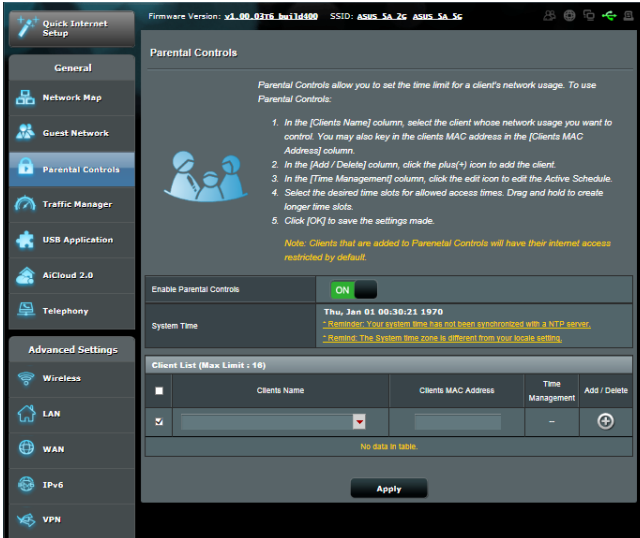 Quick Internet
Setup
Firmware Version: v1.00.03T6 build400 SSID: ASUS_5A_2G ASUS_5A_5G
General
Network Map
Guest Network
Parental Controls
Traffic Manager
USB Application
AiCloud 2.0
Telephony
Advanced Settings
Wireless
LAN
WAN
IPv6
VPN
Parental Controls
Parental Controls allow you to set the time limit for a client's network usage. To use
Parental Controls:
1. In the [Clients Name] column, select the client whose network usage you want to
control. You may also key in the clients MAC address in the [Clients MAC
Address] column.
2. In the [Add / Delete] column, click the plus(+) icon to add the client.
3. In the [Time Management] column, click the edit icon to edit the Active Schedule.
4. Select the desired time slots for allowed access times. Drag and hold to create
longer time slots.
5. Click [OK] to save the settings made.
Note: Clients that are added to Parenetal Controls will have their internet access
restricted by default.
Enable Parental Controls ON
System Time
Thu, Jan 01 00:30:21 1970
* Reminder: Your system time has not been synchronized with a NTP server.
* Remind: The System time zone is different from your locale setting.
Client List (Max Limit : 16)
Clients Name Clients MAC Address Time Management Add / Delete
–
No data in table.
Apply